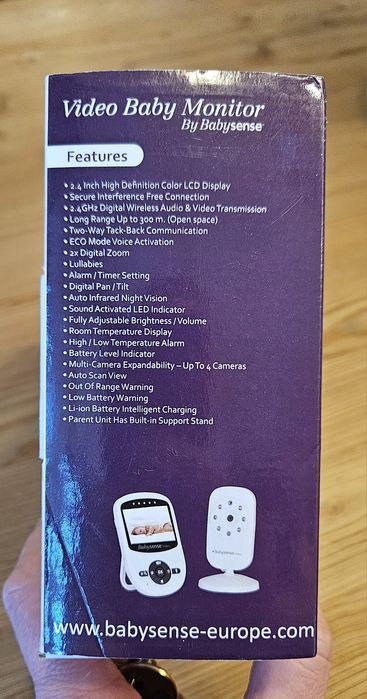 Video Baby Monitor
By Babysense
Features
• 2.4 Inch High Definition Color LCD Display
• Secure Interference Free Connection
• 2.4GHz Digital Wireless Audio & Video Transmission
• Long Range Up to 300 m. (Open space)
• Two-Way Tack-Back Communication
• ECO Mode Voice Activation
• 2x Digital Zoom
• Lullabies
• Alarm / Timer Setting
• Digital Pan / Tilt
• Auto Infrared Night Vision
• Sound Activated LED Indicator
• Fully Adjustable Brightness / Volume
• Room Temperature Display
• High / Low Temperature Alarm
• Battery Level Indicator
• Multi-Camera Expandability – Up To 4 Cameras
• Auto Scan View
• Out Of Range Warning
• Low Battery Warning
• Li-ion Battery Intelligent Charging
• Parent Unit Has Built-in Support Stand
Babysense
Babysense
www.babysense-europe.com